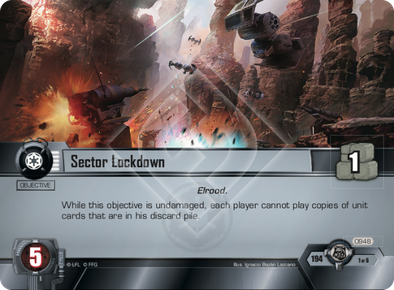 Sector Lockdown
1
OBJECTIVE
Elrood.
While this objective is undamaged, each player cannot play copies of unit
cards that are in his discard pile.
5
© LFL © FFG
Illus. Ignacio Bazán Lazcano
194
0948
1 of 6